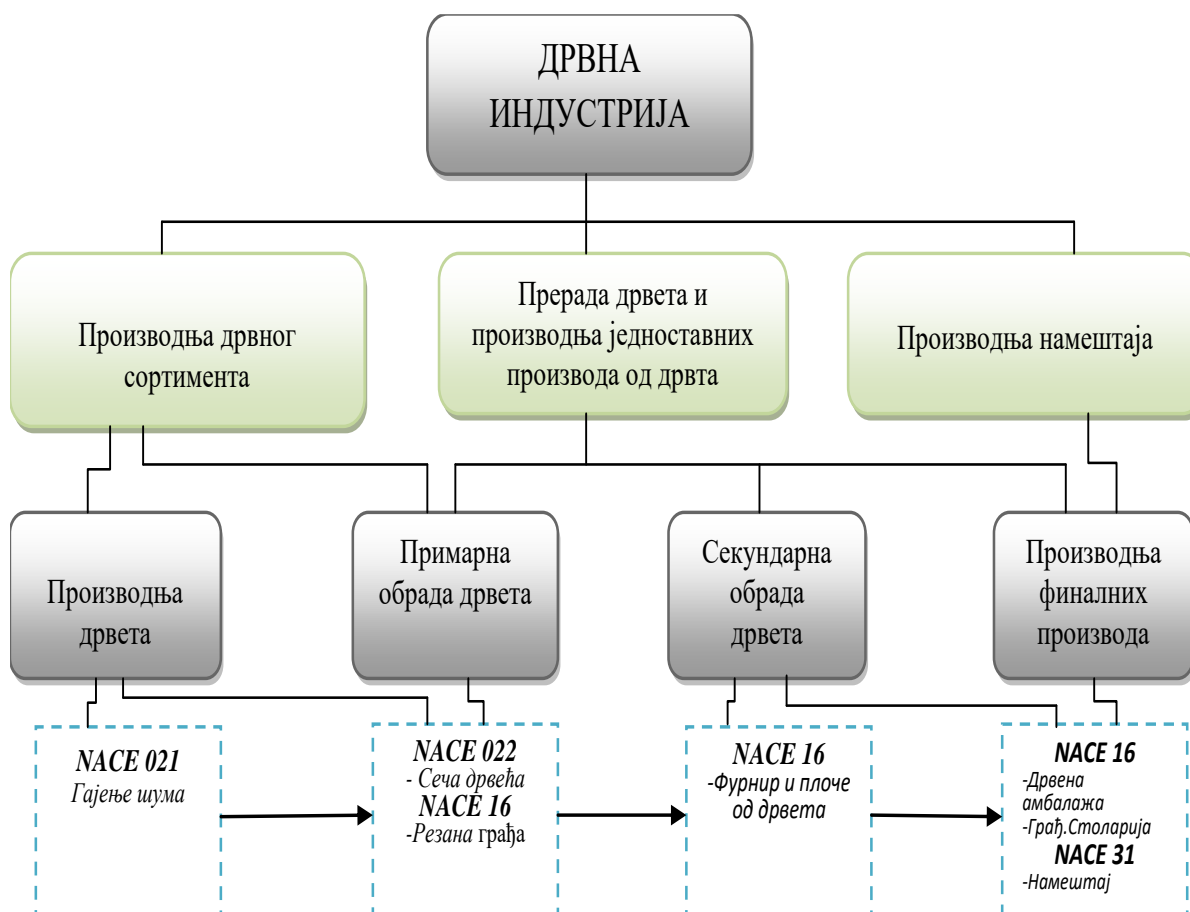 ДРВНА
ИНДУСТРИЈА
Производња дрвног
сортимента
Прерада дрвета и
производња једноставних
производа од дрвта
Производња намештаја
Производња
дрвета
Примарна
обрада дрвета
Секундарна
обрада
дрвета
Производња
финалних
производа
NACE 021
Гајење шума
NACE 022
- Сеча дрвећа
NACE 16
-Резана грађа
NACE 16
-Фурнир и плоче
од дрвета
NACE 16
-Дрвена
амбалажа
-Грађ.Столарија
NACE 31
-Намештај